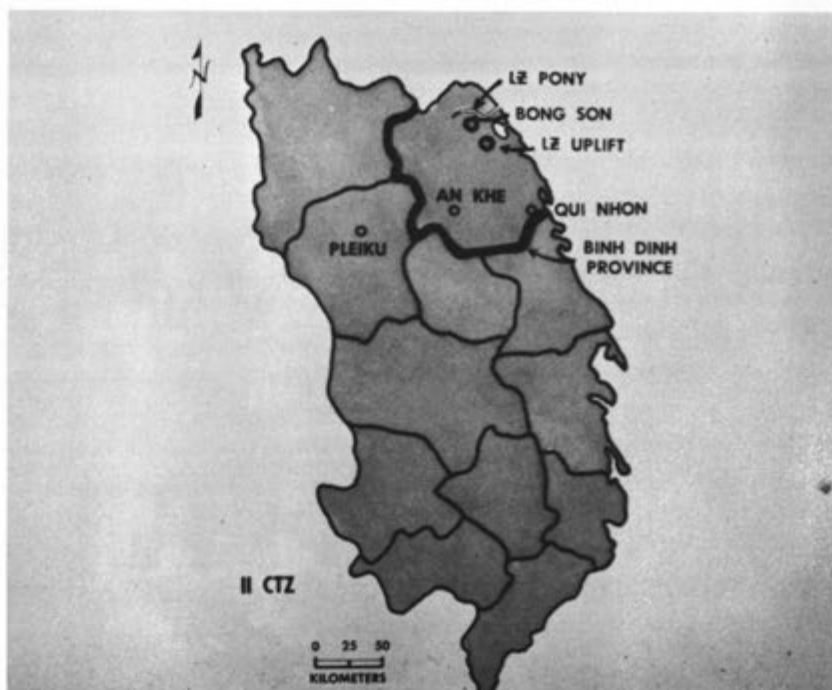 N
LZ PONY
BONG SON
LZ UPLIFT
AN KHE
QUI NHON
PLEIKU
BINH DINH
PROVINCE
II CTZ
0 25 50
KILOMETERS